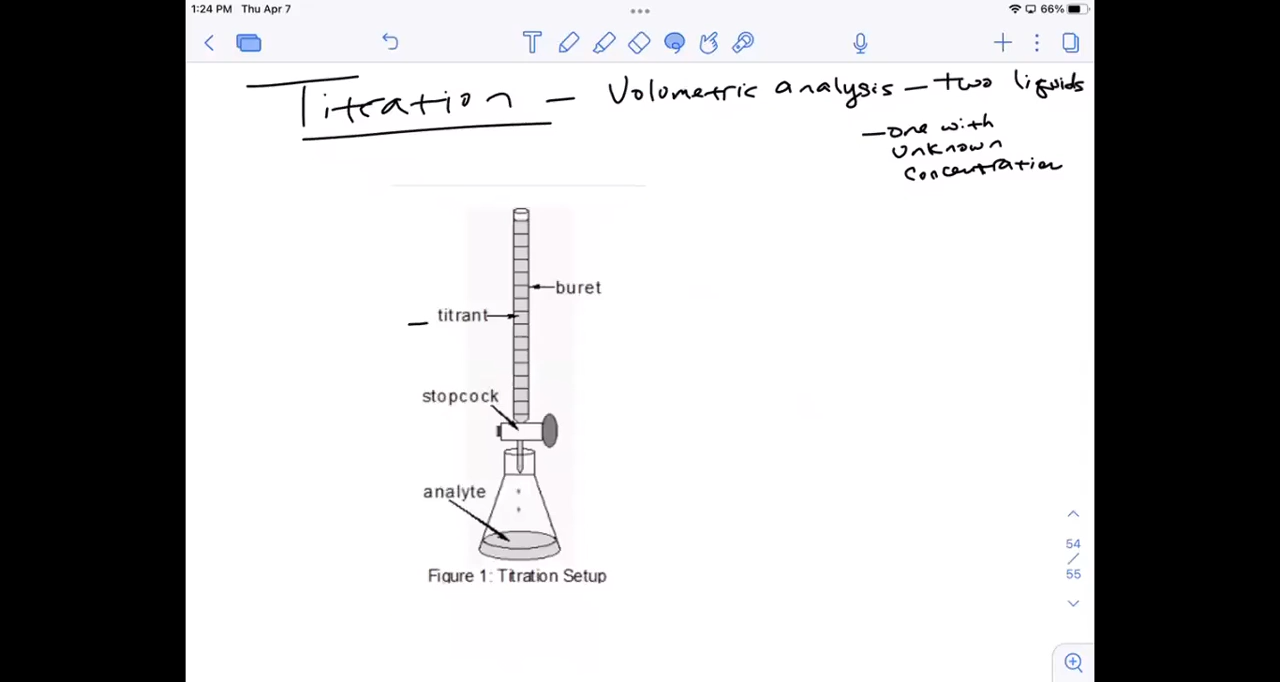 1:24 PM Thu Apr 7
66%
Titration - Volumetric analysis - two liquids
- one with
unknown
concentration
buret
- titrant
stopcock
analyte
Figure 1: Titration Setup
54
/
55